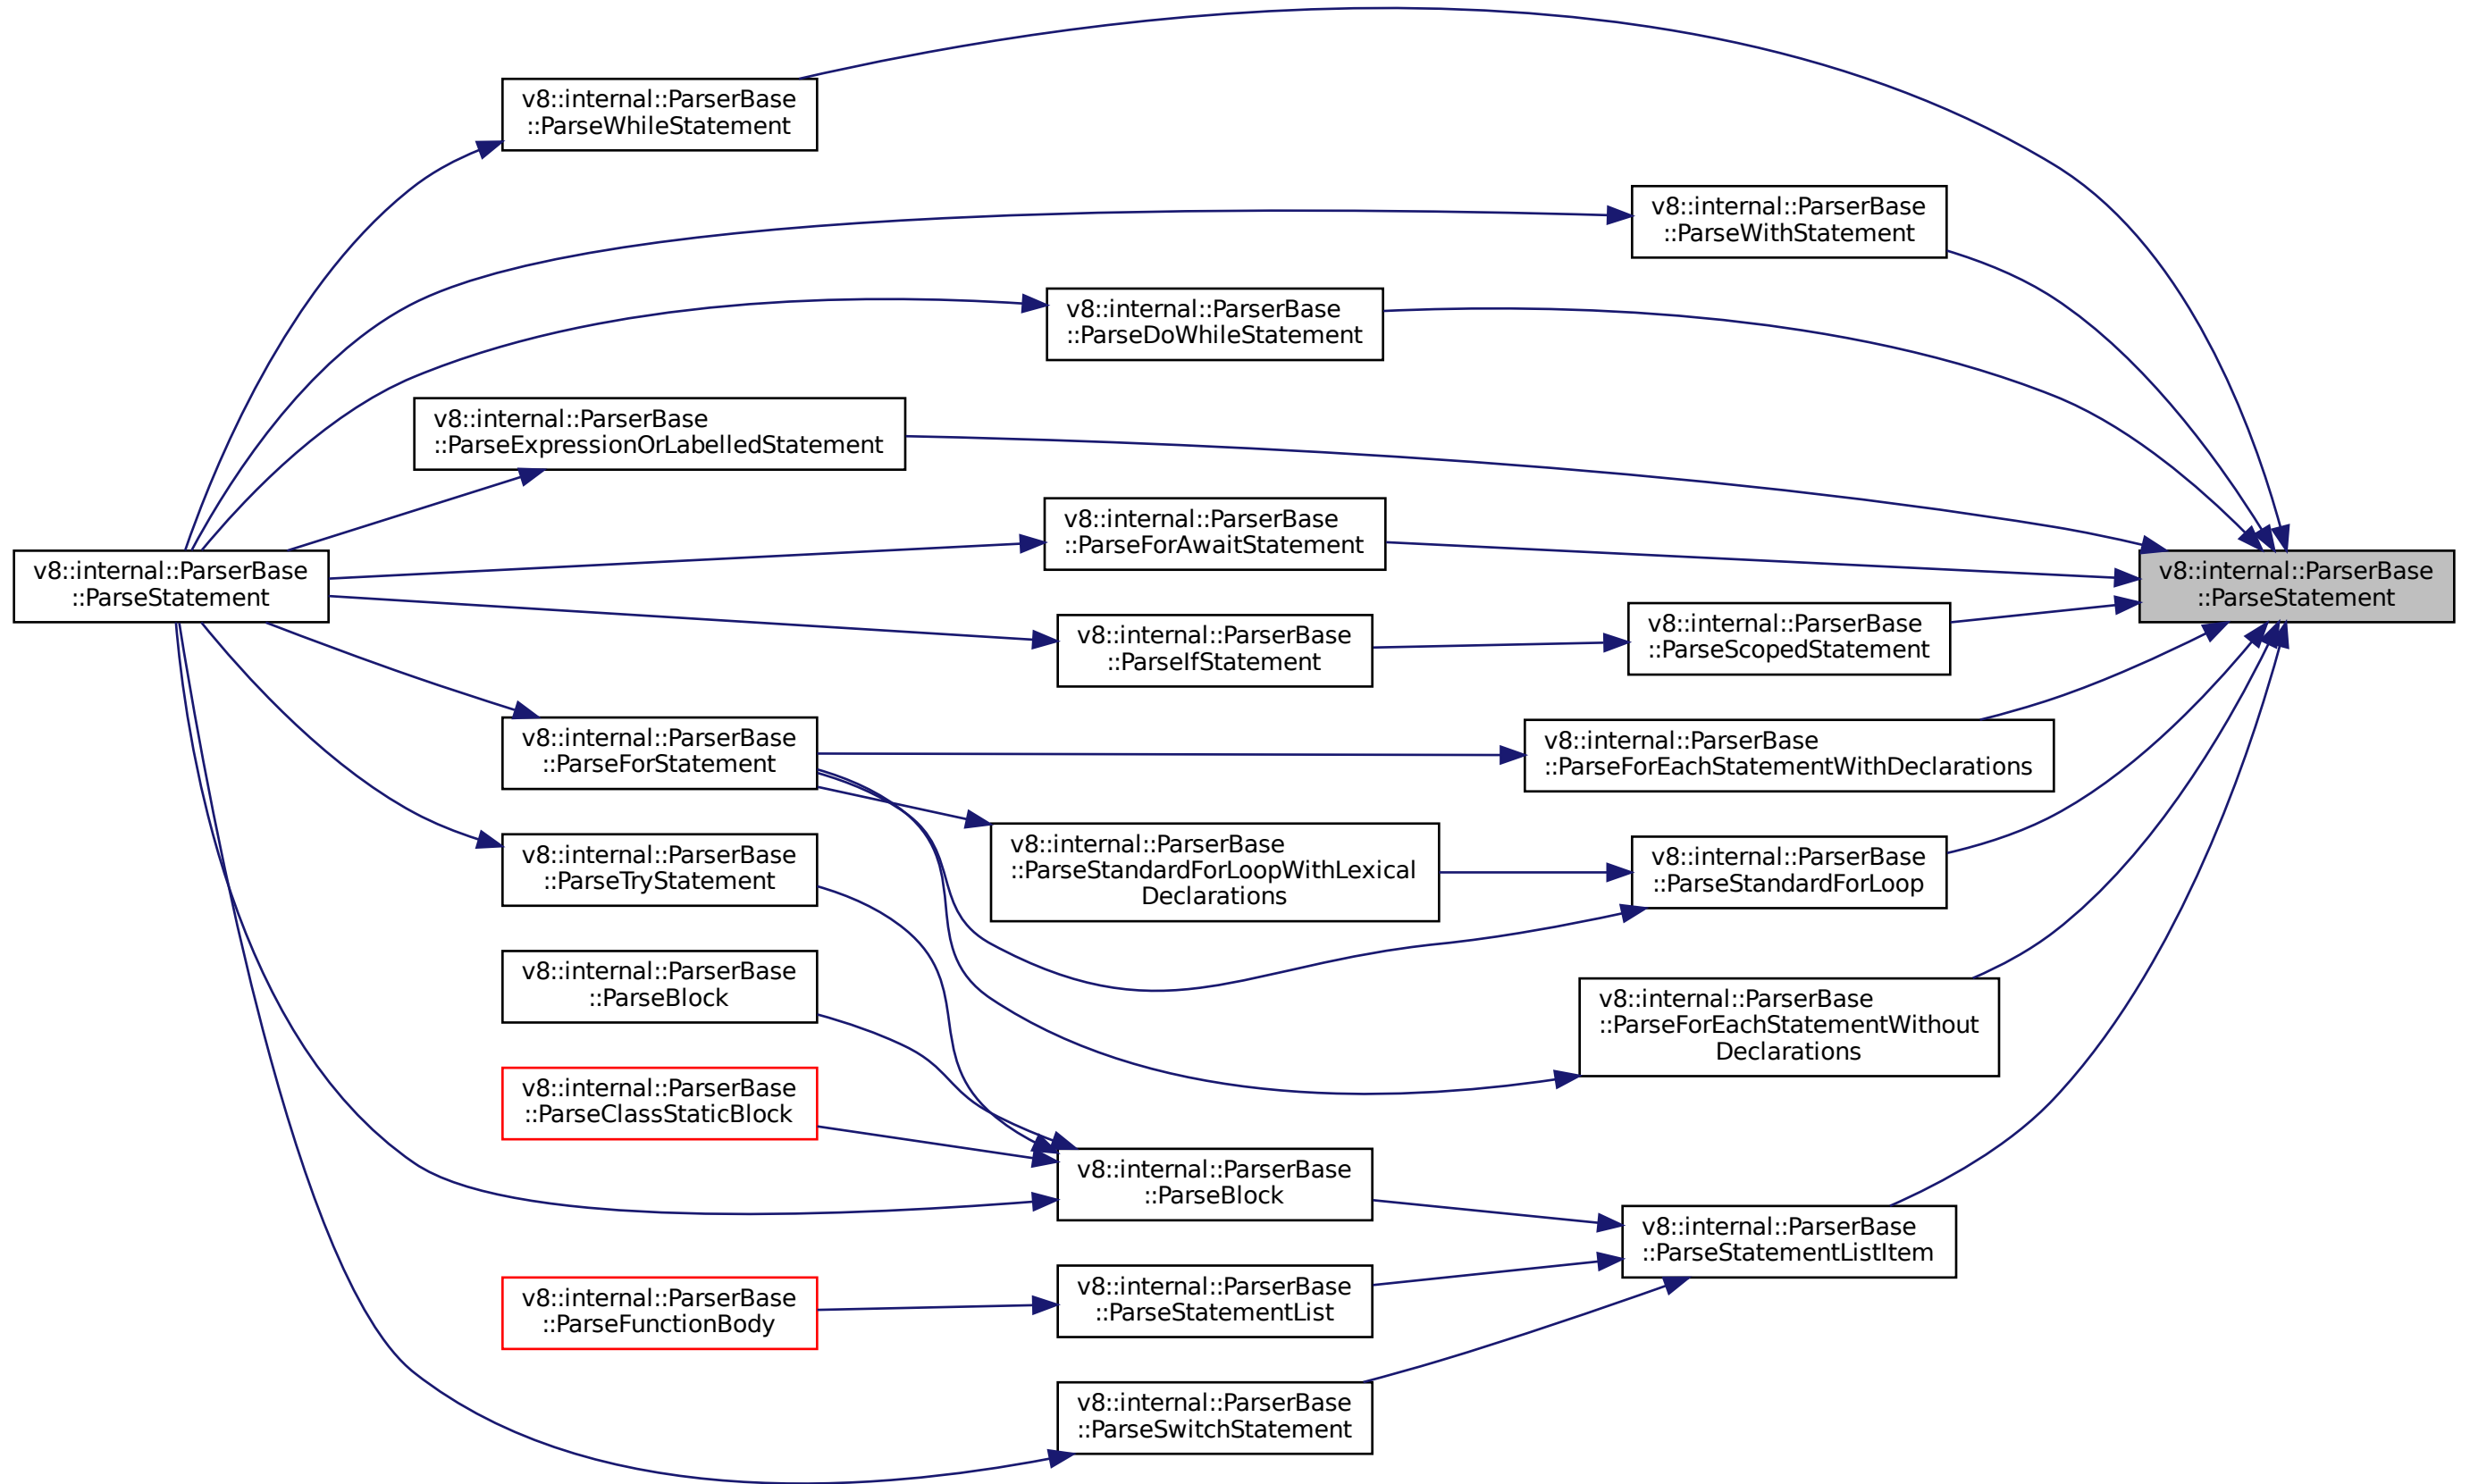 v8::internal::ParserBase
::ParseWhileStatement
v8::internal::ParserBase
::ParseWithStatement
v8::internal::ParserBase
::ParseDoWhileStatement
v8::internal::ParserBase
::ParseExpressionOrLabelledStatement
v8::internal::ParserBase
::ParseForAwaitStatement
v8::internal::ParserBase
::ParseStatement
v8::internal::ParserBase
::ParseStatement
v8::internal::ParserBase
::ParseIfStatement
v8::internal::ParserBase
::ParseScopedStatement
v8::internal::ParserBase
::ParseForStatement
v8::internal::ParserBase
::ParseForEachStatementWithDeclarations
v8::internal::ParserBase
::ParseStandardForLoopWithLexical
Declarations
v8::internal::ParserBase
::ParseStandardForLoop
v8::internal::ParserBase
::ParseTryStatement
v8::internal::ParserBase
::ParseBlock
v8::internal::ParserBase
::ParseForEachStatementWithout
Declarations
v8::internal::ParserBase
::ParseClassStaticBlock
v8::internal::ParserBase
::ParseBlock
v8::internal::ParserBase
::ParseStatementListItem
v8::internal::ParserBase
::ParseFunctionBody
v8::internal::ParserBase
::ParseStatementList
v8::internal::ParserBase
::ParseSwitchStatement